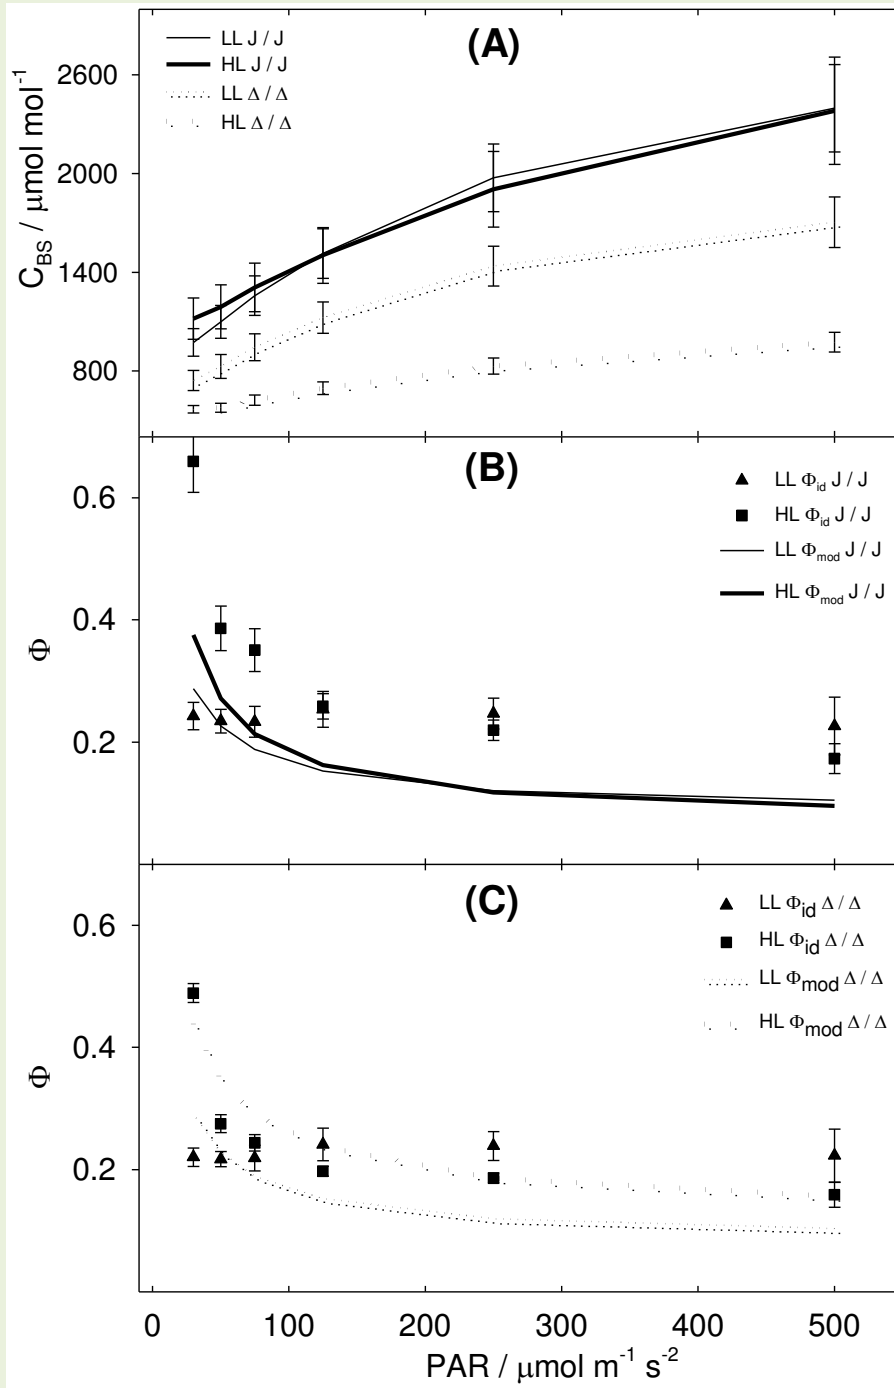 (A)
LL J / J
HL J / J
LL Δ / Δ
HL Δ / Δ
C_BS / μmol mol⁻¹
2600
2000
1400
800
(B)
LL Φ_id J / J
HL Φ_id J / J
LL Φ_mod J / J
HL Φ_mod J / J
Φ
0.6
0.4
0.2
(C)
LL Φ_id Δ / Δ
HL Φ_id Δ / Δ
LL Φ_mod Δ / Δ
HL Φ_mod Δ / Δ
Φ
0.6
0.4
0.2
0 100 200 300 400 500
PAR / μmol m⁻¹ s⁻²